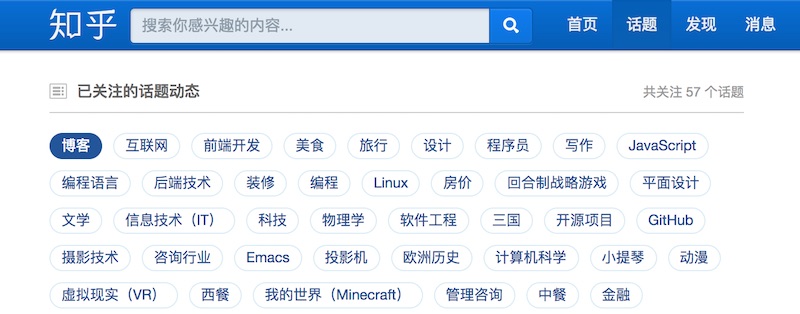 知乎 搜索你感兴趣的内容... 首页 话题 发现 消息
已关注的话题动态 共关注 57 个话题
博客 互联网 前端开发 美食 旅行 设计 程序员 写作 JavaScript
编程语言 后端技术 装修 编程 Linux 房价 回合制战略游戏 平面设计
文学 信息技术（IT） 科技 物理学 软件工程 三国 开源项目 GitHub
摄影技术 咨询行业 Emacs 投影机 欧洲历史 计算机科学 小提琴 动漫
虚拟现实（VR） 西餐 我的世界（Minecraft） 管理咨询 中餐 金融